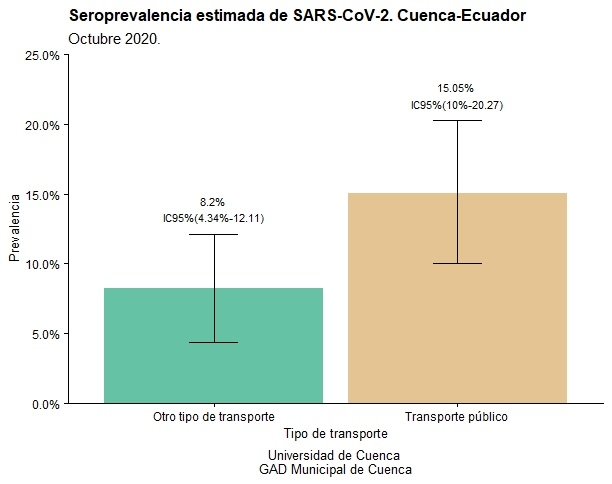 Seroprevalencia estimada de SARS-CoV-2. Cuenca-Ecuador
Octubre 2020.
25.0%
20.0%
15.0%
10.0%
5.0%
0.0%
Prevalencia
8.2%
IC95%(4.34%-12.11)
15.05%
IC95%(10%-20.27)
Otro tipo de transporte
Transporte público
Tipo de transporte
Universidad de Cuenca
GAD Municipal de Cuenca